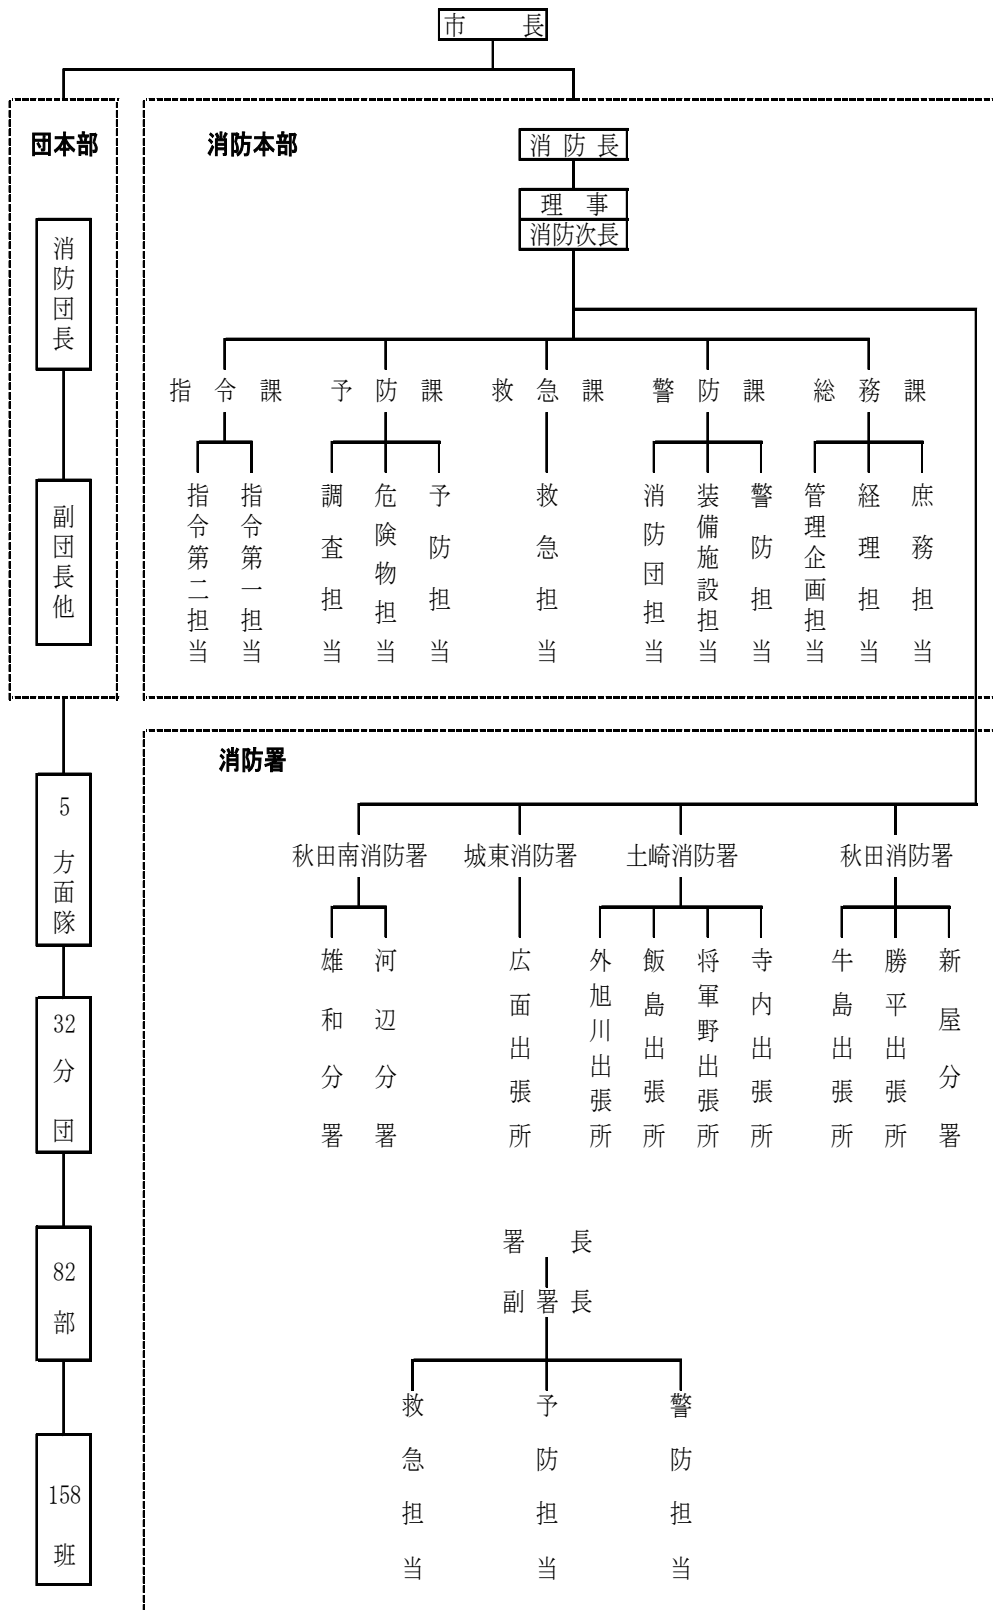 市長
団本部
消防団長
副団長他
5方面隊
32分団
82部
158班
消防本部
消防長
理事
消防次長
指令課
予防課
救急課
警防課
総務課
指令第二担当
指令第一担当
調査担当
危険物担当
予防担当
救急担当
消防団担当
装備施設担当
警防担当
管理企画担当
経理担当
庶務担当
消防署
秋田南消防署
城東消防署
土崎消防署
秋田消防署
雄和分署
河辺分署
広面出張所
外旭川出張所
飯島出張所
将軍野出張所
寺内出張所
牛島出張所
勝平出張所
新屋分署
署長
副署長
救急担当
予防担当
警防担当